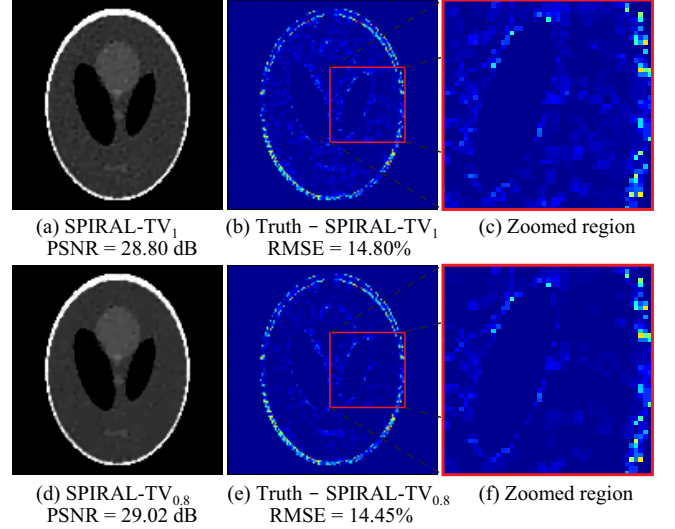 (a) SPIRAL-TV₁
PSNR = 28.80 dB
(b) Truth − SPIRAL-TV₁
RMSE = 14.80%
(c) Zoomed region
(d) SPIRAL-TV₀.₈
PSNR = 29.02 dB
(e) Truth − SPIRAL-TV₀.₈
RMSE = 14.45%
(f) Zoomed region